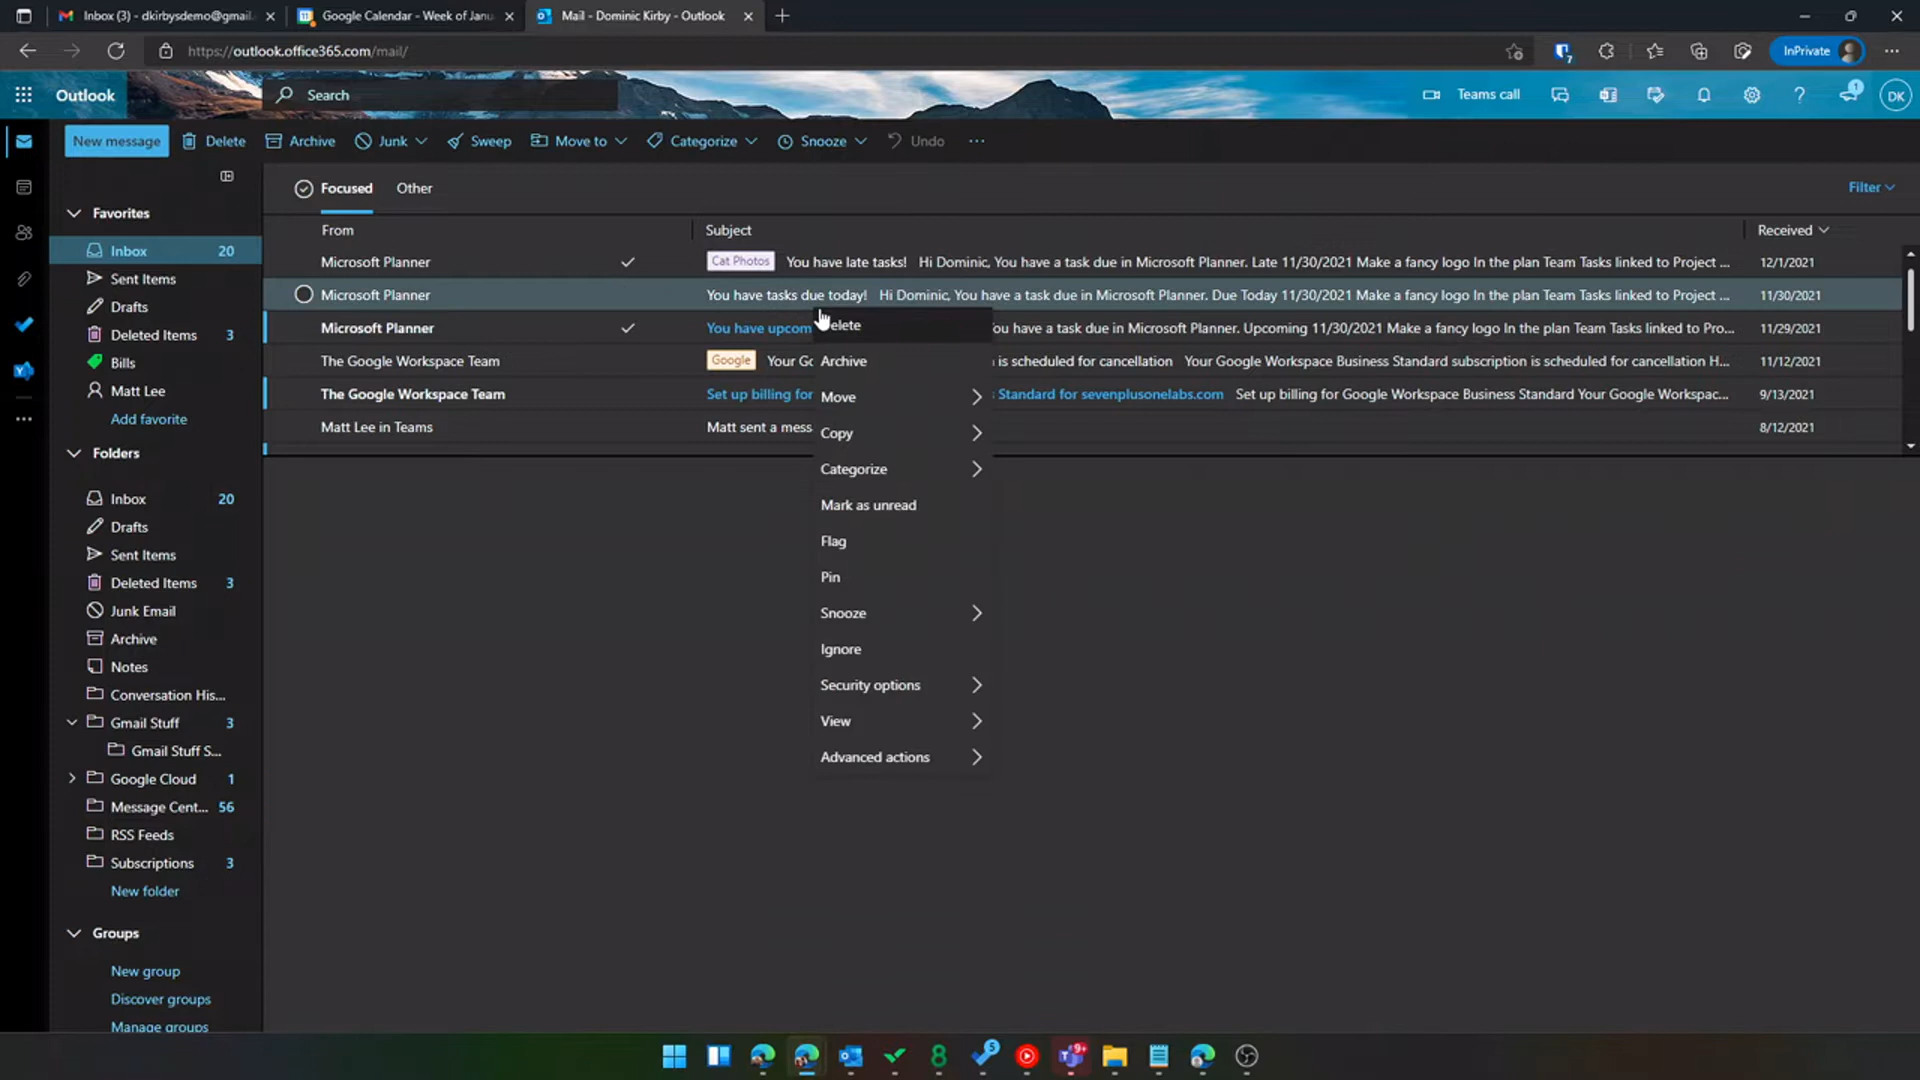 Inbox (3) - dkirbysdemo@gmail.
Google Calendar - Week of Janu
Mail - Dominic Kirby - Outlook
https://outlook.office365.com/mail/
7
InPrivate
Outlook
Search
Teams call
1
DK
New message
Delete
Archive
Junk
Sweep
Move to
Categorize
Snooze
Undo
Favorites
Inbox 20
Sent Items
Drafts
Deleted Items 3
Bills
Matt Lee
Add favorite
Folders
Inbox 20
Drafts
Sent Items
Deleted Items 3
Junk Email
Archive
Notes
Conversation His...
Gmail Stuff 3
Gmail Stuff S...
Google Cloud 1
Message Cent... 56
RSS Feeds
Subscriptions 3
New folder
Groups
New group
Discover groups
Manage groups
Focused Other
Filter
From Subject Received
Microsoft Planner Cat Photos You have late tasks! Hi Dominic, You have a task due in Microsoft Planner. Late 11/30/2021 Make a fancy logo In the plan Team Tasks linked to Project ... 12/1/2021
Microsoft Planner You have tasks due today! Hi Dominic, You have a task due in Microsoft Planner. Due Today 11/30/2021 Make a fancy logo In the plan Team Tasks linked to Project ... 11/30/2021
Microsoft Planner You have upcom ou have a task due in Microsoft Planner. Upcoming 11/30/2021 Make a fancy logo In the plan Team Tasks linked to Pro... 11/29/2021
The Google Workspace Team Google Your Gc is scheduled for cancellation Your Google Workspace Business Standard subscription is scheduled for cancellation H... 11/12/2021
The Google Workspace Team Set up billing for Standard for sevenplusonelabs.com Set up billing for Google Workspace Business Standard Your Google Workspac... 9/13/2021
Matt Lee in Teams Matt sent a mess 8/12/2021
elete
Archive
Move
Copy
Categorize
Mark as unread
Flag
Pin
Snooze
Ignore
Security options
View
Advanced actions
8
5
9+